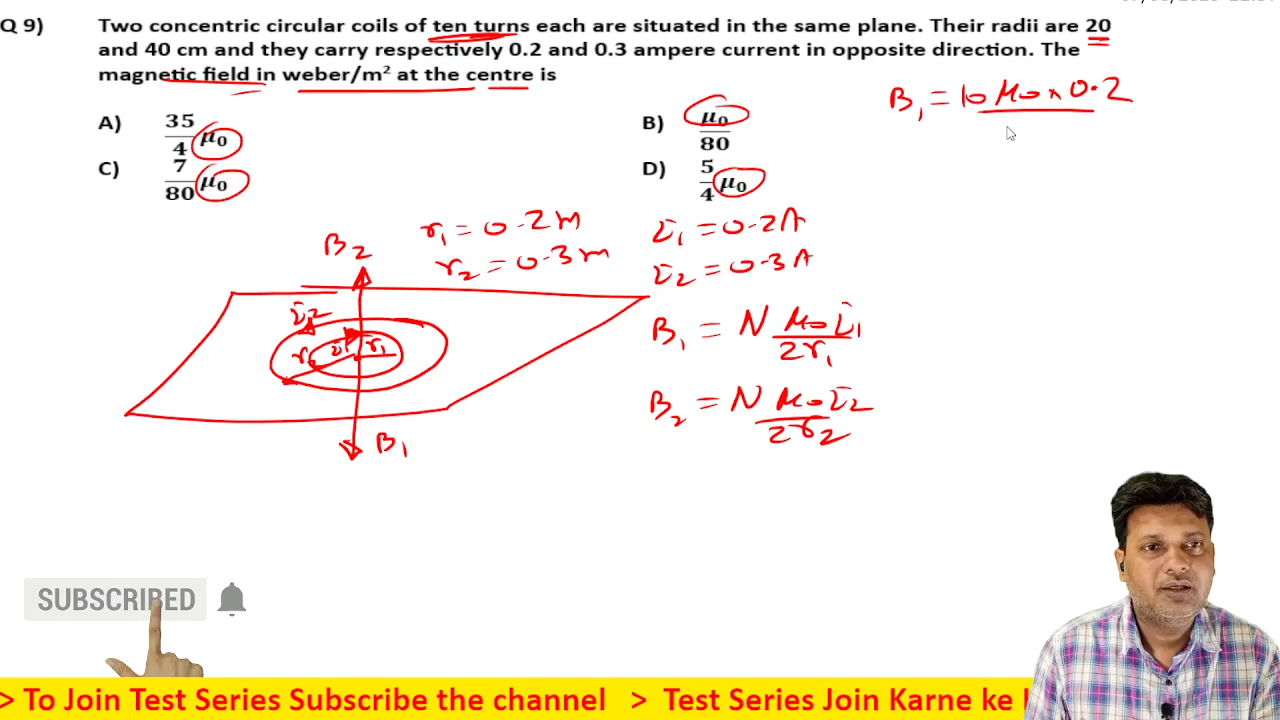 Q 9) Two concentric circular coils of ten turns each are situated in the same plane. Their radii are 20
and 40 cm and they carry respectively 0.2 and 0.3 ampere current in opposite direction. The
magnetic field in weber/m² at the centre is
B₁ = 10 μ₀ × 0.2
A) 35/4 μ₀ B) μ₀/80
C) 7/80 μ₀ D) 5/4 μ₀
r₁ = 0.2 m
r₂ = 0.3 m
I₁ = 0.2 A
I₂ = 0.3 A
B₂
I₂
I₁ r₁
r₂
B₁
B₁ = N μ₀ I₁ / 2r₁
B₂ = N μ₀ I₂ / 2r₂
SUBSCRIBED
> To Join Test Series Subscribe the channel > Test Series Join Karne ke